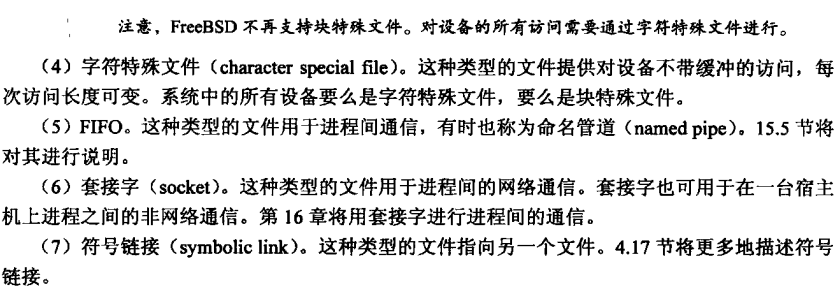 注意，FreeBSD 不再支持块特殊文件。对设备的所有访问需要通过字符特殊文件进行。
（4）字符特殊文件（character special file）。这种类型的文件提供对设备不带缓冲的访问，每
次访问长度可变。系统中的所有设备要么是字符特殊文件，要么是块特殊文件。
（5）FIFO。这种类型的文件用于进程间通信，有时也称为命名管道（named pipe）。15.5 节将
对其进行说明。
（6）套接字（socket）。这种类型的文件用于进程间的网络通信。套接字也可用于在一台宿主
机上进程之间的非网络通信。第 16 章将用套接字进行进程间的通信。
（7）符号链接（symbolic link）。这种类型的文件指向另一个文件。4.17 节将更多地描述符号
链接。